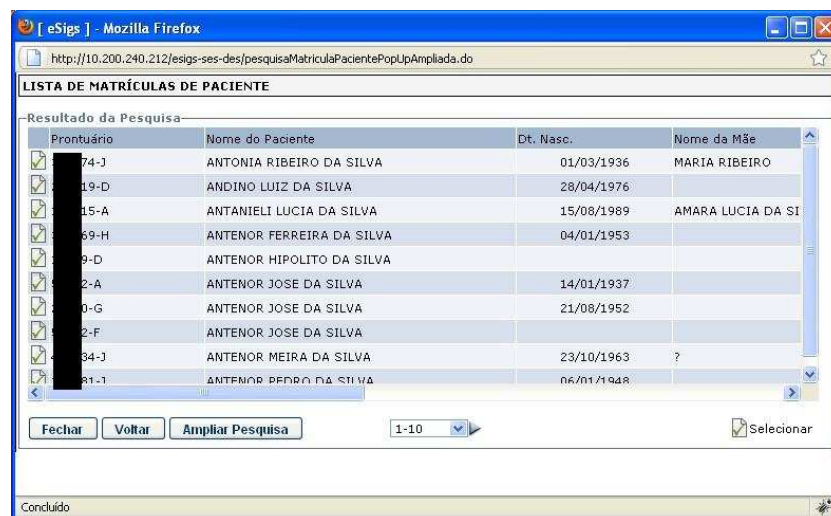 [ eSigs ] - Mozilla Firefox
http://10.200.240.212/esigs-ses-des/pesquisaMatriculaPacientePopUpAmpliada.do
LISTA DE MATRÍCULAS DE PACIENTE
Resultado da Pesquisa
Prontuário Nome do Paciente Dt. Nasc. Nome da Mãe
74-J ANTONIA RIBEIRO DA SILVA 01/03/1936 MARIA RIBEIRO
19-D ANDINO LUIZ DA SILVA 28/04/1976
15-A ANTANIELI LUCIA DA SILVA 15/08/1989 AMARA LUCIA DA SI
69-H ANTENOR FERREIRA DA SILVA 04/01/1953
9-D ANTENOR HIPOLITO DA SILVA
2-A ANTENOR JOSE DA SILVA 14/01/1937
0-G ANTENOR JOSE DA SILVA 21/08/1952
2-F ANTENOR JOSE DA SILVA
34-J ANTENOR MEIRA DA SILVA 23/10/1963 ?
ANTENOR PEDRO DA SILVA 06/01/1948
Fechar Voltar Ampliar Pesquisa 1-10 Selecionar
Concluído